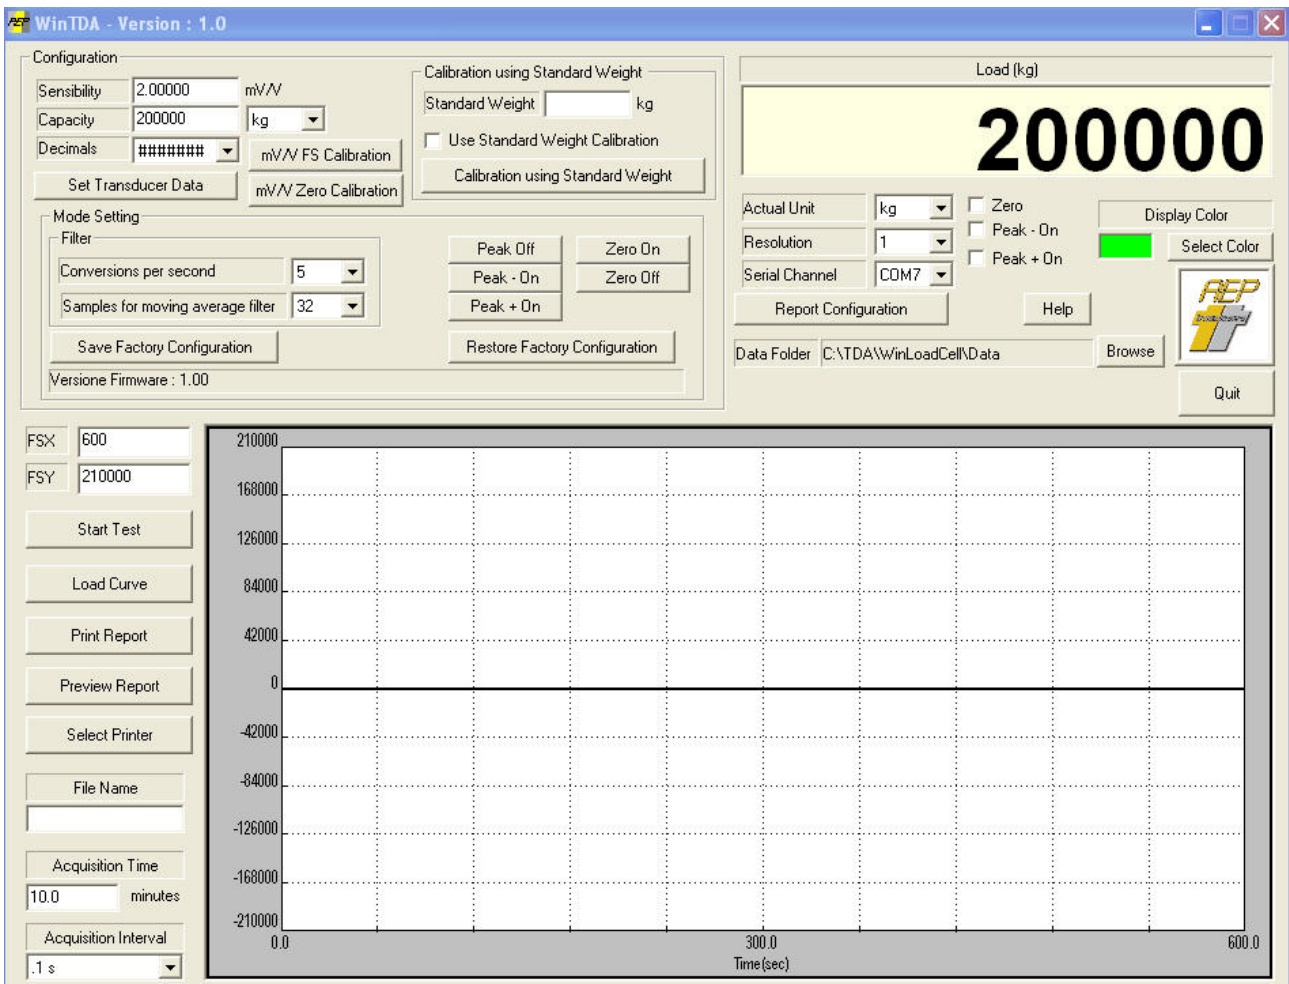 AEP WinTDA - Version : 1.0
Configuration
Sensibility 2.00000 mV/V
Capacity 200000 kg
Decimals #######
mV/V FS Calibration
Set Transducer Data
mV/V Zero Calibration
Calibration using Standard Weight
Standard Weight kg
Use Standard Weight Calibration
Calibration using Standard Weight
Mode Setting
Filter
Conversions per second 5
Samples for moving average filter 32
Peak Off Zero On
Peak - On Zero Off
Peak + On
Save Factory Configuration Restore Factory Configuration
Versione Firmware : 1.00
Load (kg)
200000
Actual Unit kg
Resolution 1
Serial Channel COM7
Zero
Peak - On
Peak + On
Display Color
Select Color
Report Configuration Help
AEP
Data Folder C:\TDA\WinLoadCell\Data Browse
Quit
FSX 600
FSY 210000
Start Test
Load Curve
Print Report
Preview Report
Select Printer
File Name
Acquisition Time
10.0 minutes
Acquisition Interval
.1 s
210000
168000
126000
84000
42000
0
-42000
-84000
-126000
-168000
-210000
0.0 300.0 600.0
Time(sec)